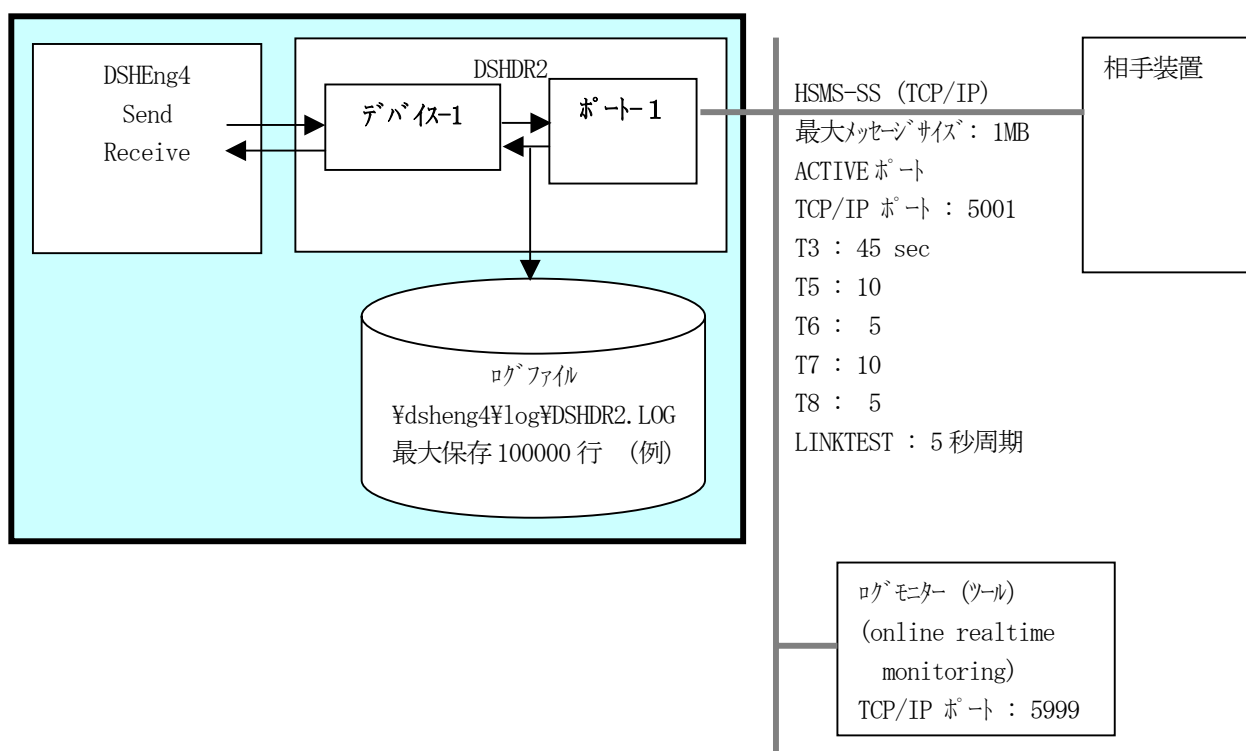 DSHEng4
Send
Receive
DSHDR2
ﾃﾞﾊﾞｲｽ-1
ﾎﾟｰﾄ-1
HSMS-SS (TCP/IP)
最大ﾒｯｾｰｼﾞｻｲｽﾞ: 1MB
ACTIVEﾎﾟｰﾄ
TCP/IP ﾎﾟｰﾄ : 5001
T3 : 45 sec
T5 : 10
T6 : 5
T7 : 10
T8 : 5
LINKTEST : 5秒周期
相手装置
ﾛｸﾞﾌｧｲﾙ
¥dsheng4¥log¥DSHDR2.LOG
最大保存100000行 (例)
ﾛｸﾞﾓﾆﾀｰ (ﾂｰﾙ)
(online realtime
monitoring)
TCP/IP ﾎﾟｰﾄ : 5999